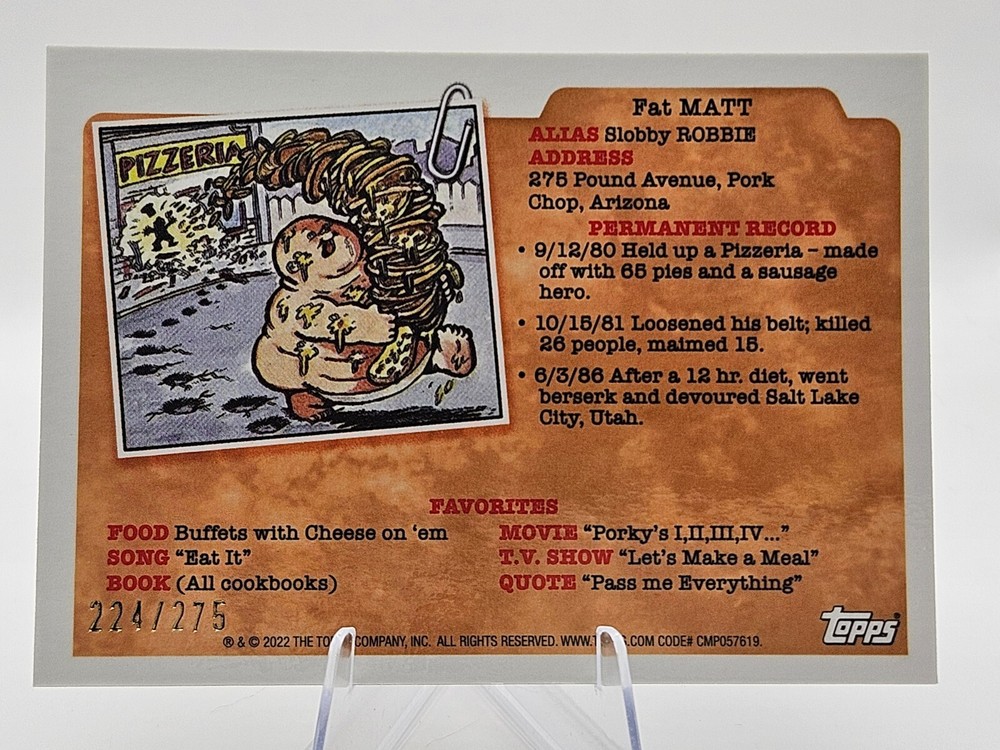 PIZZERIA
Fat MATT
ALIAS Slobby ROBBIE
ADDRESS
275 Pound Avenue, Pork
Chop, Arizona
PERMANENT RECORD
• 9/12/80 Held up a Pizzeria – made
off with 65 pies and a sausage
hero.
• 10/15/81 Loosened his belt; killed
26 people, maimed 15.
• 6/3/86 After a 12 hr. diet, went
berserk and devoured Salt Lake
City, Utah.
FAVORITES
FOOD Buffets with Cheese on ‘em
SONG “Eat It”
BOOK (All cookbooks)
MOVIE “Porky’s I,II,III,IV...”
T.V. SHOW “Let’s Make a Meal”
QUOTE “Pass me Everything”
224/275
® & © 2022 THE COMPANY, INC. ALL RIGHTS RESERVED. CODE# CMP057619.
topps